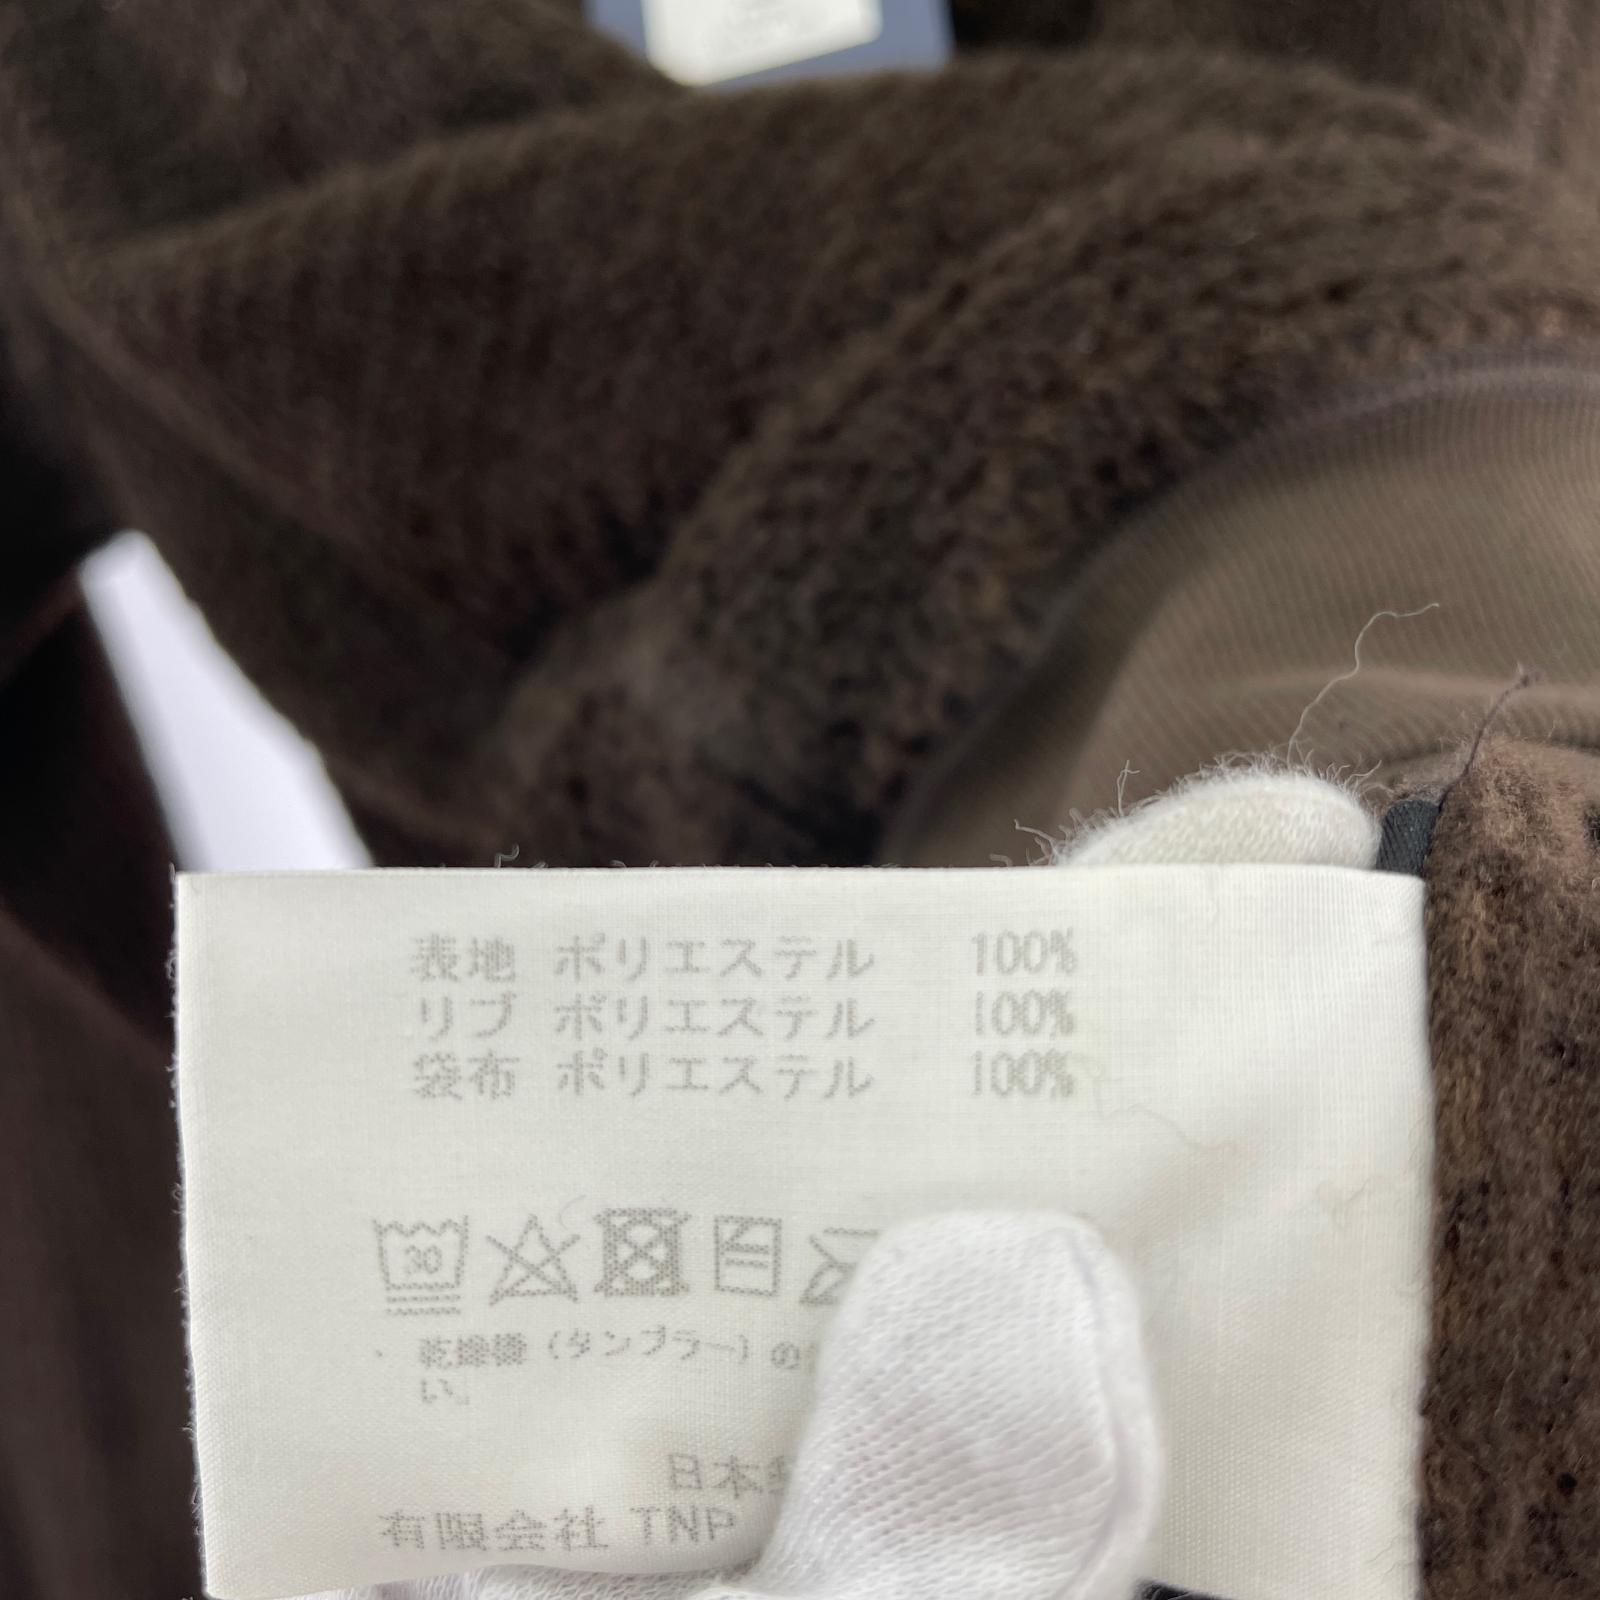 表地 ポリエステル 100%
リブ ポリエステル 100%
袋布 ポリエステル 100%
30
・ 乾燥機（タンブラー）の
い。
日本
有限会社 TNP